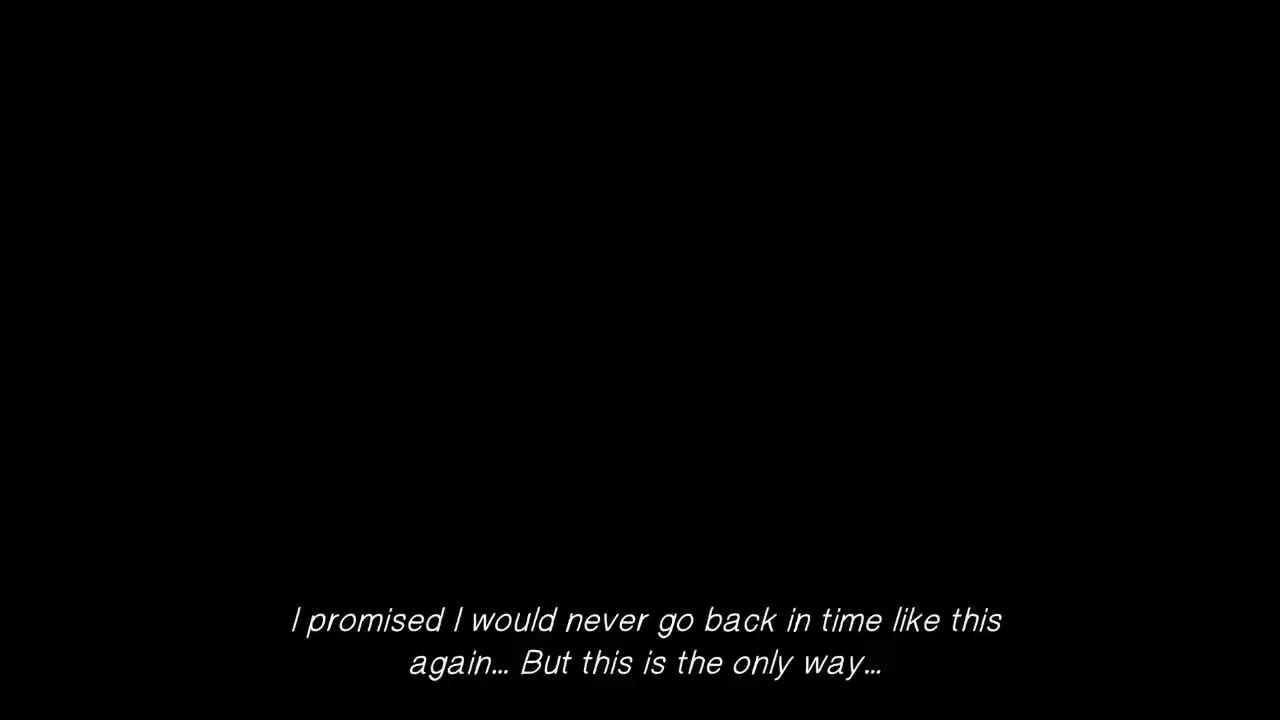 I promised I would never go back in time like this
again... But this is the only way...